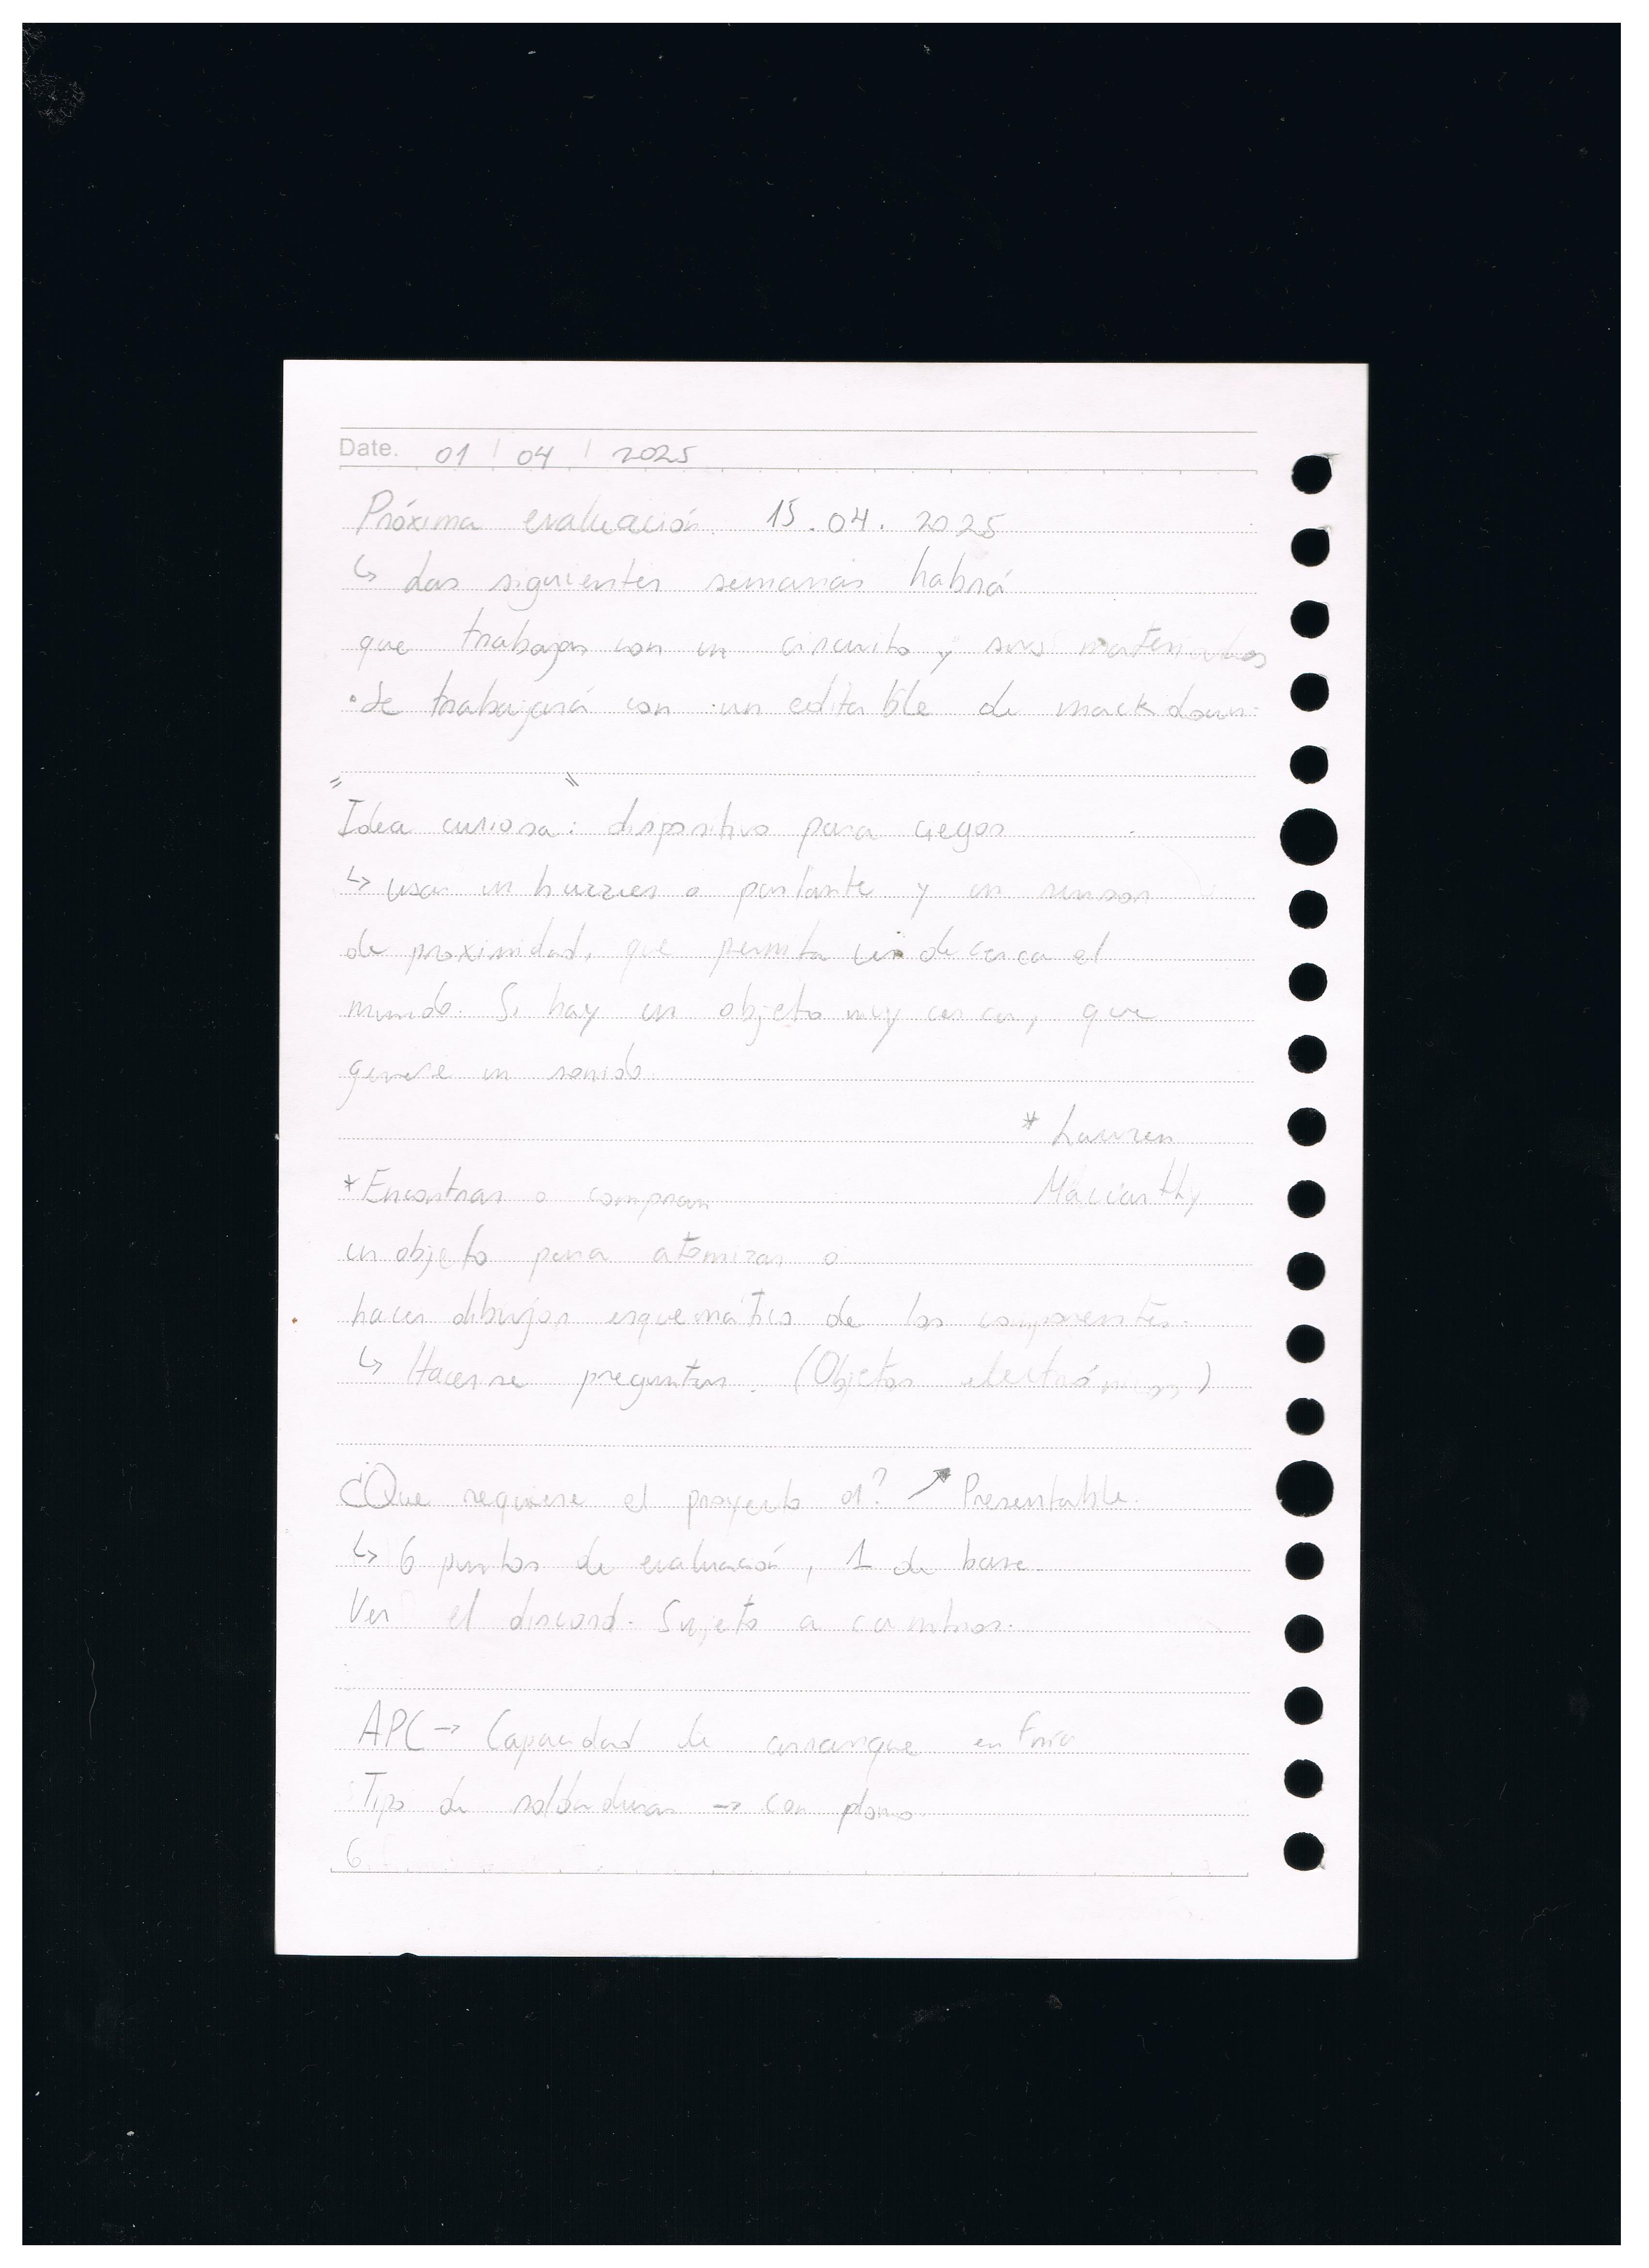 Date. 01 / 04 / 2025
Próxima evaluación 15.04.2025
↳ Las siguientes semanas habrá
que trabajar con un circuito y sus materiales
• Se trabajará con un editable de mackdown.
"Idea curiosa": dispositivo para ciegos
↳ usar un buzzer o parlante y un sensor
de proximidad, que permita ver de cerca el
mundo. Si hay un objeto muy cerca, que
genere un sonido.
* Lauren
* Encontrar o comprar Maccarthy
un objeto para atomizar o
hacer dibujos esquemático de los componentes.
↳ Hacerse preguntas. (Objetos electrónicos)
¿Que requiere el proyecto 01? ↗ Presentable.
↳ 6 puntos de evaluación, 1 de base.
Ver el discord. Sujeto a cambios.
APC → Capacidad de arranque en frío
Tipo de soldaduras → con plomo.
6